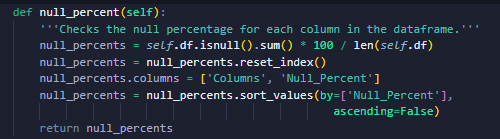 def null_percent(self):
    '''Checks the null percentage for each column in the dataframe.'''
    null_percents = self.df.isnull().sum() * 100 / len(self.df)
    null_percents = null_percents.reset_index()
    null_percents.columns = ['Columns', 'Null_Percent']
    null_percents = null_percents.sort_values(by=['Null_Percent'],
                                              ascending=False)
    return null_percents